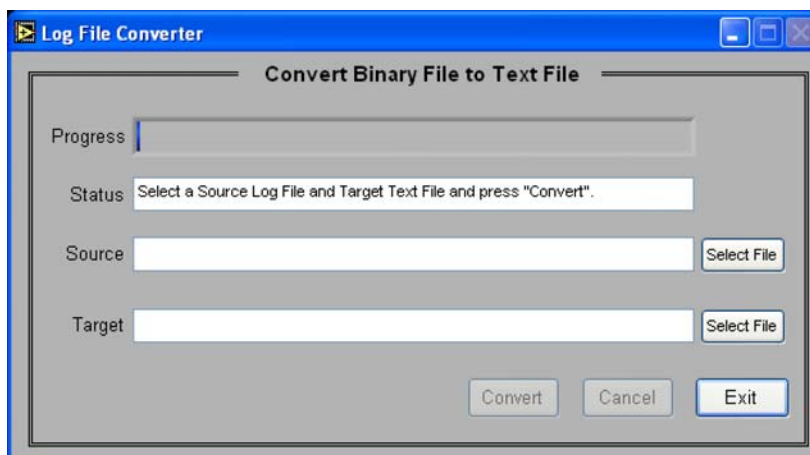 Log File Converter
Convert Binary File to Text File
Progress
Status Select a Source Log File and Target Text File and press "Convert".
Source Select File
Target Select File
Convert Cancel Exit